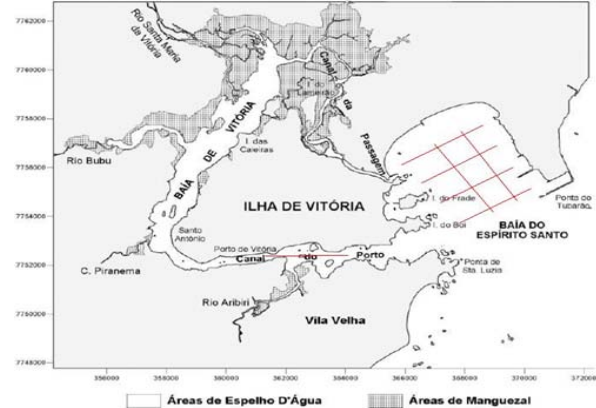 7762000
Rio Santa Maria
da Vitória
7760000
Canal
I. do
Lameirão
da
7758000
Passagem
BAÍA DE VITÓRIA
I. das
Caieiras
Rio Bubu
7756000
ILHA DE VITÓRIA
I. do Frade
Ponta de
Tubarão
7754000
Santo
Antônio
I. do Boi
BAÍA DO
ESPÍRITO SANTO
Porto de Vitória
Canal do Porto
7752000
C. Piranema
Ponta de
Sta. Luzia
Rio Aribiri
7750000
Vila Velha
7748000
356000 358000 360000 362000 364000 366000 368000 370000 372000
Áreas de Espelho D'Água Áreas de Manguezal